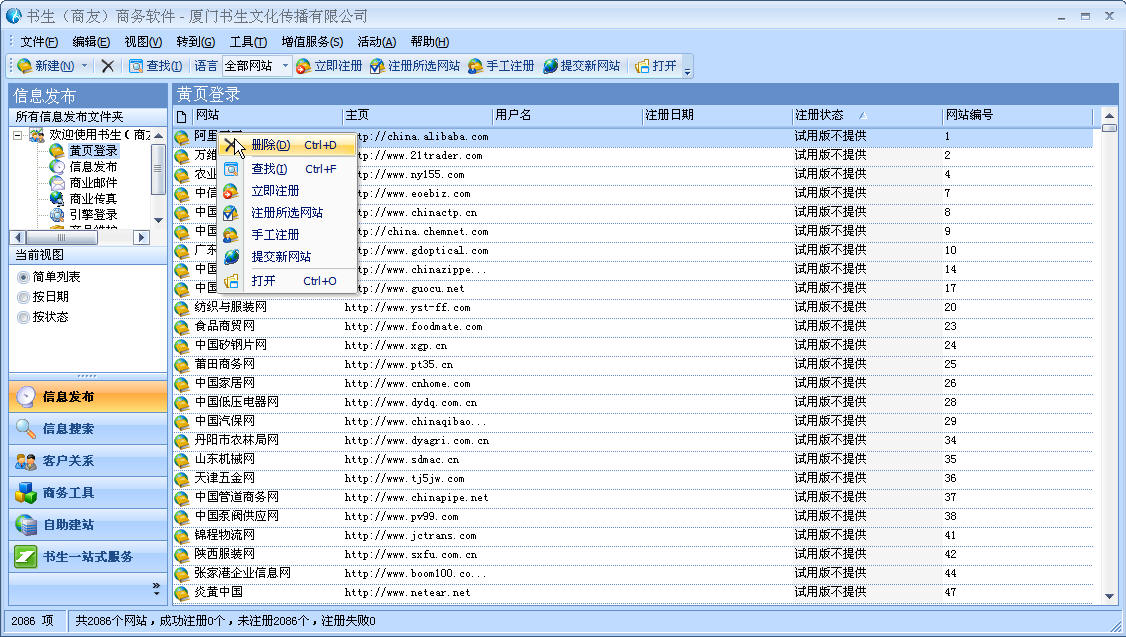 书生（商友）商务软件 - 厦门书生文化传播有限公司
文件(F) 编辑(E) 视图(V) 转到(G) 工具(T) 增值服务(S) 活动(A) 帮助(H)
新建(N) 查找(I) 语言 全部网站 立即注册 注册所选网站 手工注册 提交新网站 打开
信息发布
所有信息发布文件夹
欢迎使用书生(商友
黄页登录
信息发布
商业邮件
商业传真
引擎登录
当前视图
简单列表
按日期
按状态
信息发布
信息搜索
客户关系
商务工具
自助建站
书生一站式服务
黄页登录
网站 主页 用户名 注册日期 注册状态 网站编号
阿里 tp://china.alibaba.com 试用版不提供 1
万维 tp://www.21trader.com 试用版不提供 2
农业 tp://www.ny155.com 试用版不提供 4
中信 tp://www.eoebiz.com 试用版不提供 7
中国 tp://www.chinactp.cn 试用版不提供 8
中国 tp://china.chemnet.com 试用版不提供 9
广东 tp://www.gdoptical.com 试用版不提供 10
中国 tp://www.chinazippe... 试用版不提供 14
中国 tp://www.guocu.net 试用版不提供 17
纺织与服装网 http://www.yst-ff.com 试用版不提供 20
食品商贸网 http://www.foodmate.com 试用版不提供 23
中国矽钢片网 http://www.xgp.cn 试用版不提供 24
莆田商务网 http://www.pt35.cn 试用版不提供 25
中国家居网 http://www.cnhome.com 试用版不提供 26
中国低压电器网 http://www.dydq.com.cn 试用版不提供 28
中国汽保网 http://www.chinaqibao... 试用版不提供 29
丹阳市农林局网 http://www.dyagri.com.cn 试用版不提供 34
山东机械网 http://www.sdmac.cn 试用版不提供 35
天津五金网 http://www.tj5jw.com 试用版不提供 36
中国管道商务网 http://www.chinapipe.net 试用版不提供 37
中国泵阀供应网 http://www.pv99.com 试用版不提供 38
锦程物流网 http://www.jctrans.com 试用版不提供 41
陕西服装网 http://www.sxfu.com.cn 试用版不提供 42
张家港企业信息网 http://www.boom100.co... 试用版不提供 44
炎黄中国 http://www.netear.net 试用版不提供 47
删除(D) Ctrl+D
查找(I) Ctrl+F
立即注册
注册所选网站
手工注册
提交新网站
打开 Ctrl+O
2086 项 共2086个网站，成功注册0个，未注册2086个，注册失败0